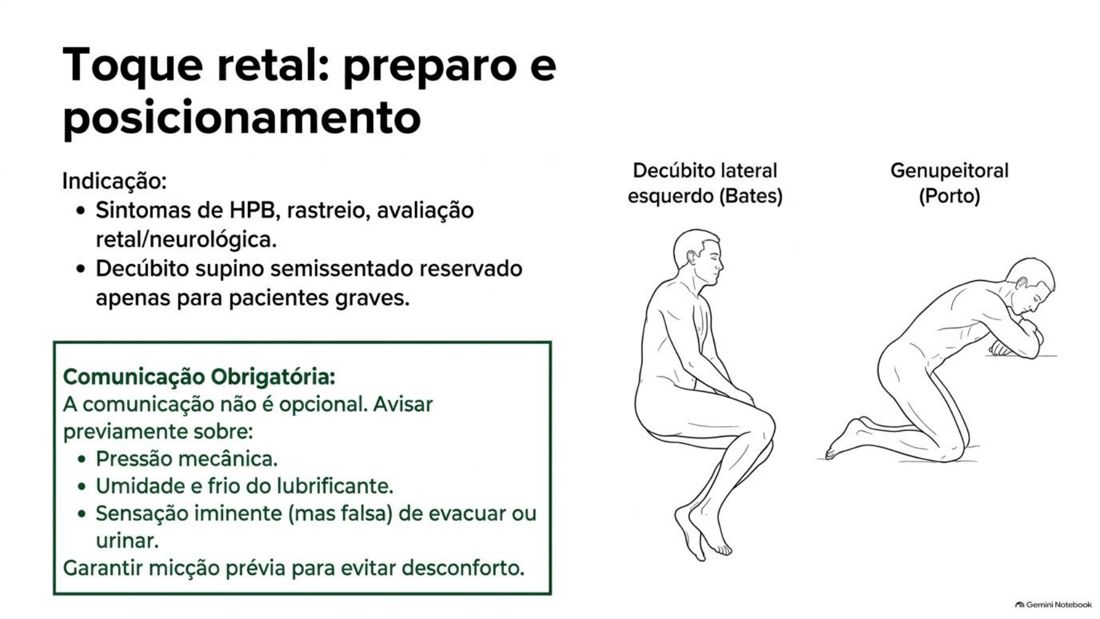 Toque retal: preparo e
posicionamento
Indicação:
• Sintomas de HPB, rastreio, avaliação
retal/neurológica.
• Decúbito supino semissentado reservado
apenas para pacientes graves.
Comunicação Obrigatória:
A comunicação não é opcional. Avisar
previamente sobre:
• Pressão mecânica.
• Umidade e frio do lubrificante.
• Sensação iminente (mas falsa) de evacuar ou
urinar.
Garantir micção prévia para evitar desconforto.
Decúbito lateral
esquerdo (Bates)
Genupeitoral
(Porto)
Gemini Notebook